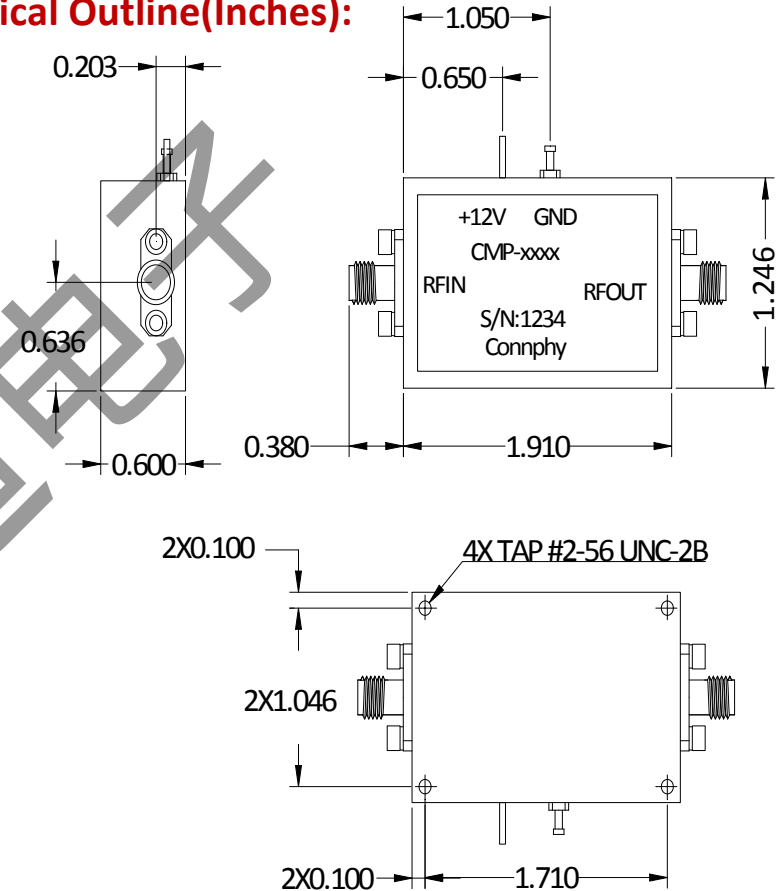 ical Outline(Inches):
1.050
0.203
0.650
+12V GND
CMP-xxxx
RFIN
RFOUT
S/N:1234
Connphy
1.246
0.636
0.600
0.380
1.910
2X0.100
4X TAP #2-56 UNC-2B
2X1.046
2X0.100
1.710
电子